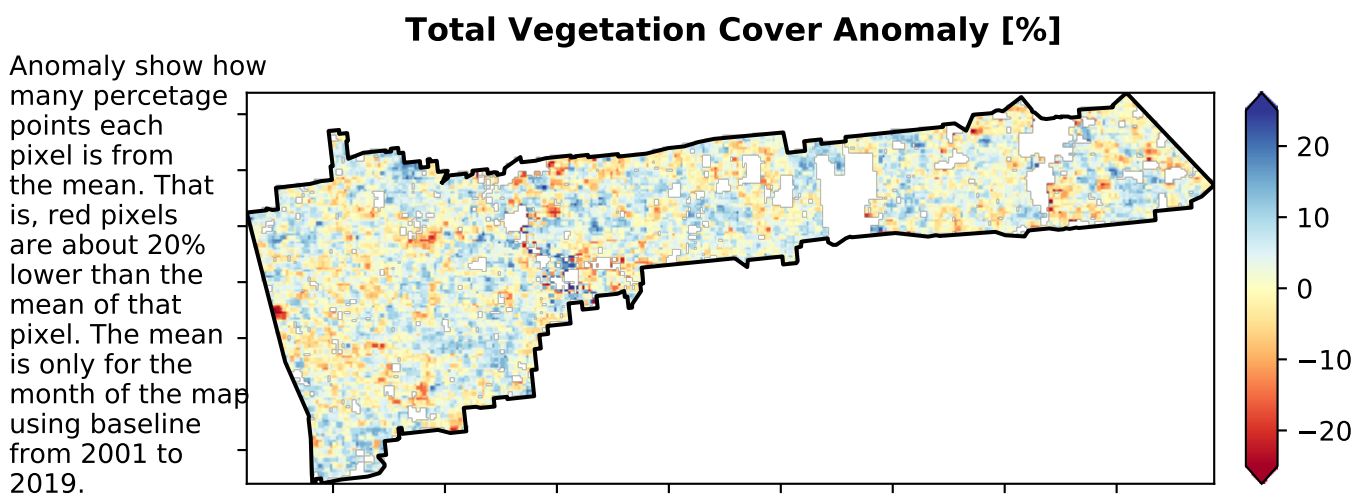 Total Vegetation Cover Anomaly [%]
Anomaly show how
many percetage
points each
pixel is from
the mean. That
is, red pixels
are about 20%
lower than the
mean of that
pixel. The mean
is only for the
month of the map
using baseline
from 2001 to
2019.
20
10
0
−10
−20